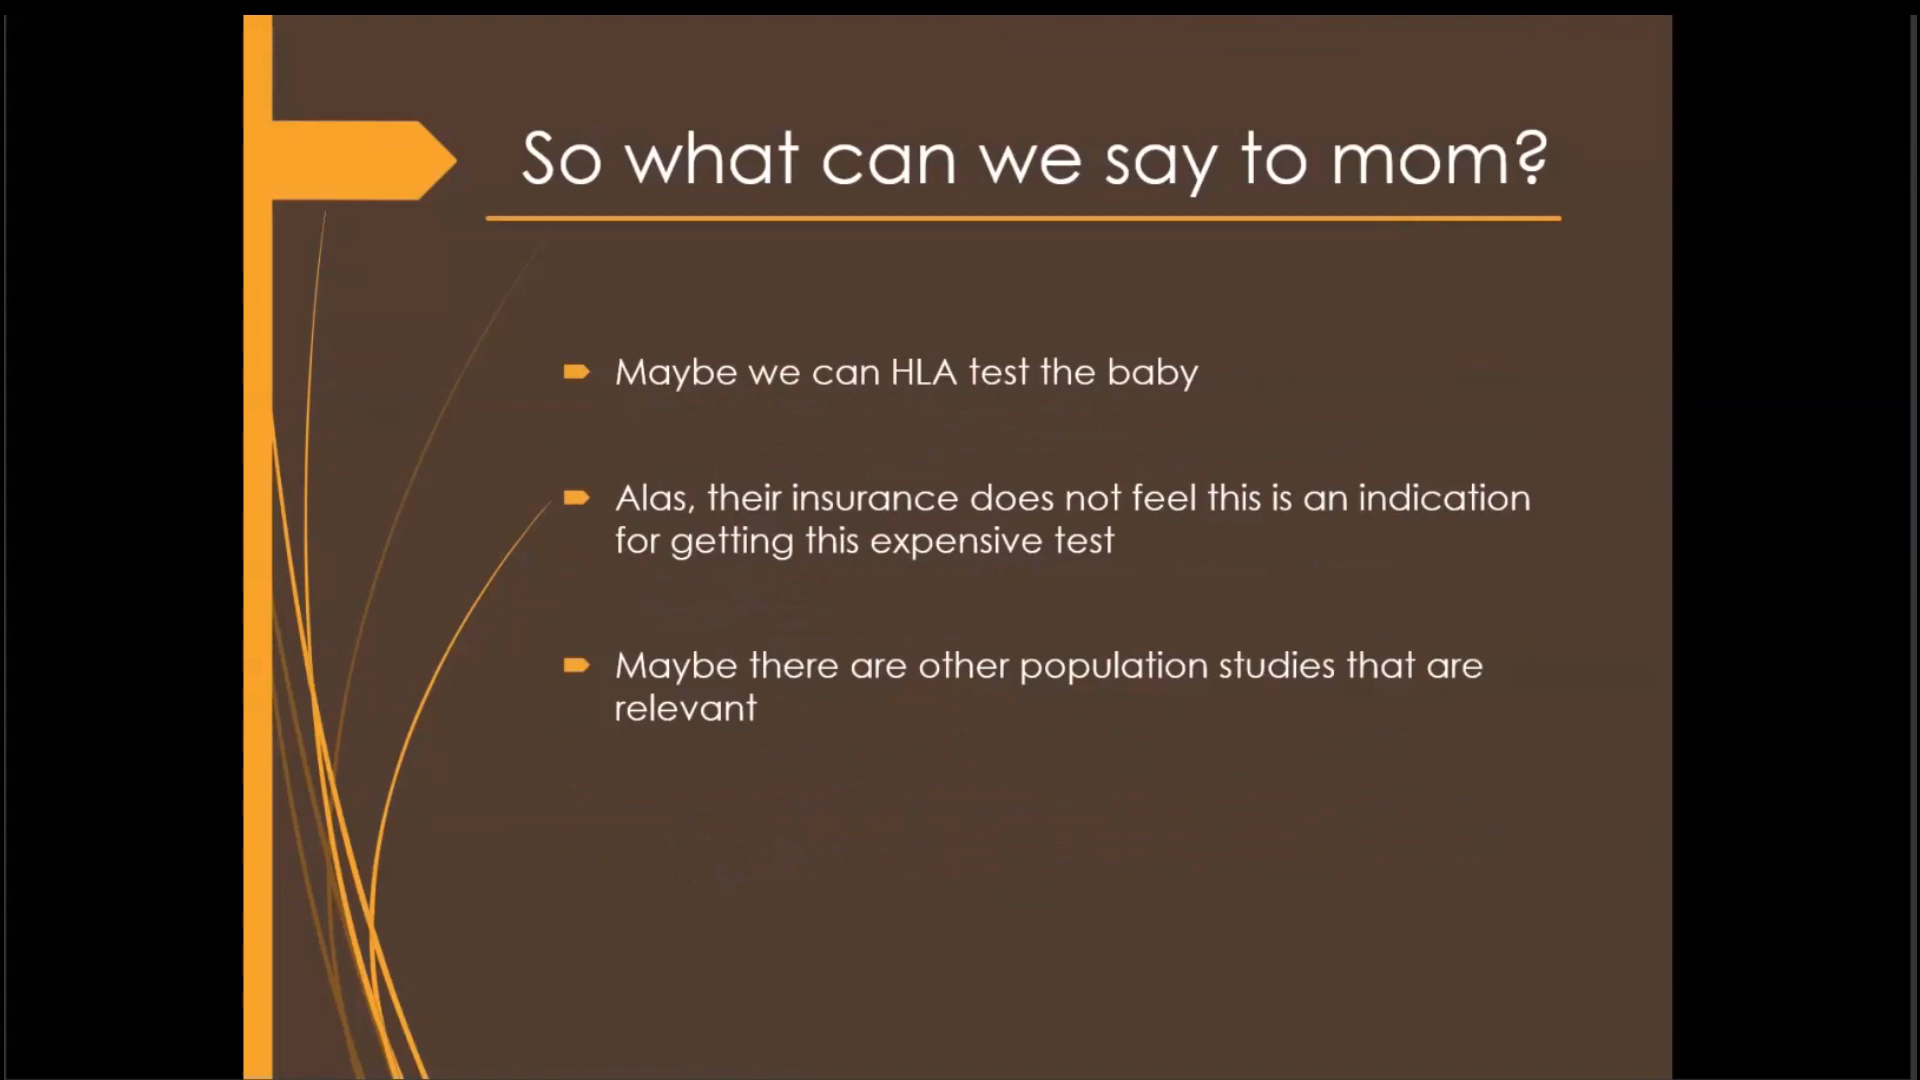 So what can we say to mom?
Maybe we can HLA test the baby
Alas, their insurance does not feel this is an indication
for getting this expensive test
Maybe there are other population studies that are
relevant